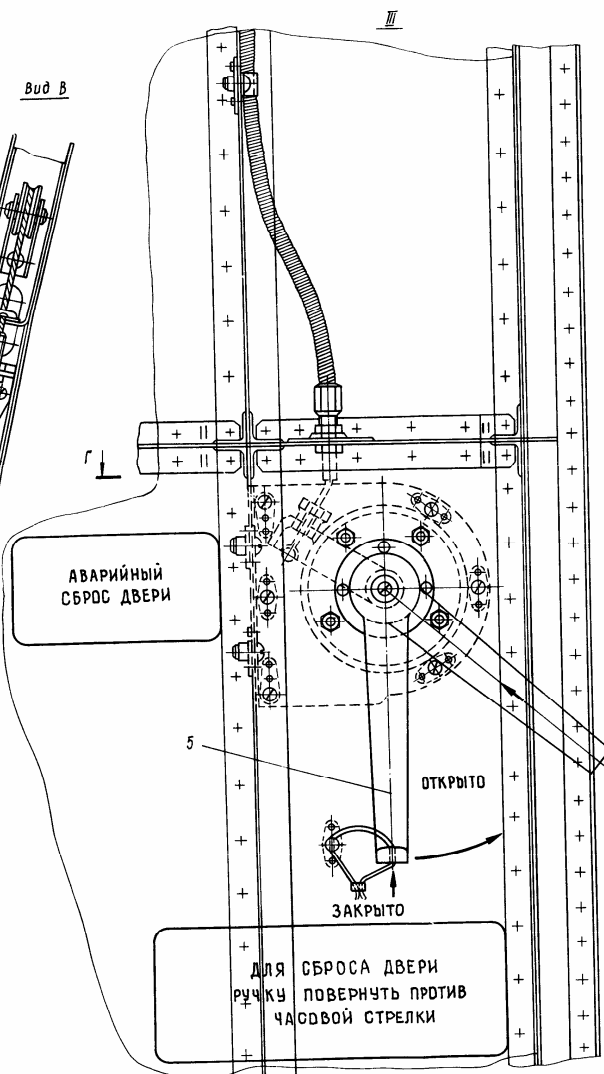 III
Вид В
Г
АВАРИЙНЫЙ
СБРОС ДВЕРИ
5
ОТКРЫТО
ЗАКРЫТО
ДЛЯ СБРОСА ДВЕРИ
РУЧКУ ПОВЕРНУТЬ ПРОТИВ
ЧАСОВОЙ СТРЕЛКИ